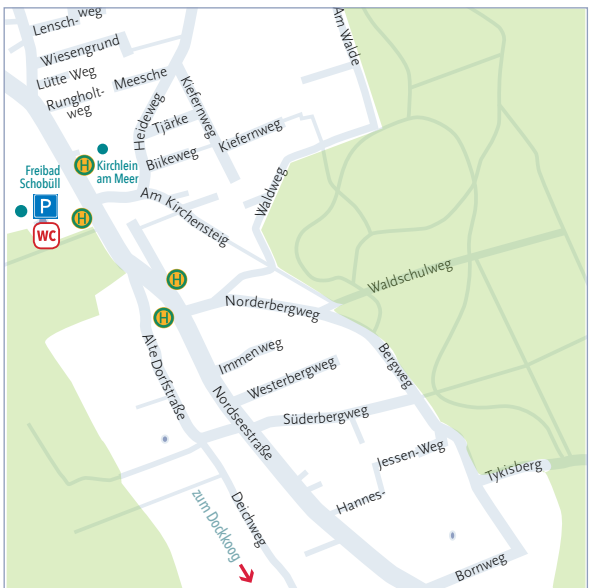 Lensch-
weg
Am Walde
Wiesengrund
Lütte Weg
Meesche
Rungholt-
weg
Heideweg
Kiefernweg
Tjärke
Kiefernweg
Biikeweg
H
Kirchlein
am Meer
Freibad
Schobüll
P
WC
H
Am Kirchensteig
Waldweg
H
Waldschulweg
Norderbergweg
H
Alte Dorfstraße
Immenweg
Westerbergweg
Bergweg
Nordseestraße
Süderbergweg
Jessen-Weg
Hannes-
Tykisberg
zum Dockkoog
Deichweg
Bornweg